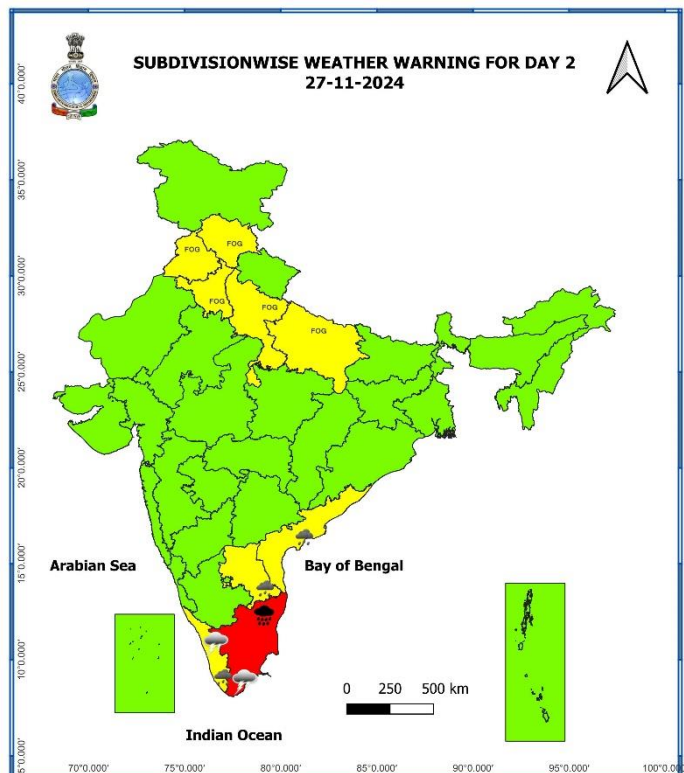 SUBDIVISIONWISE WEATHER WARNING FOR DAY 2
27-11-2024
40°0.000'
35°0.000'
30°0.000'
25°0.000'
20°0.000'
15°0.000'
10°0.000'
5°0.000'
FOG
FOG
FOG
FOG
FOG
Arabian Sea
Bay of Bengal
0 250 500 km
Indian Ocean
70°0.000' 75°0.000' 80°0.000' 85°0.000' 90°0.000' 95°0.000' 100°0.00